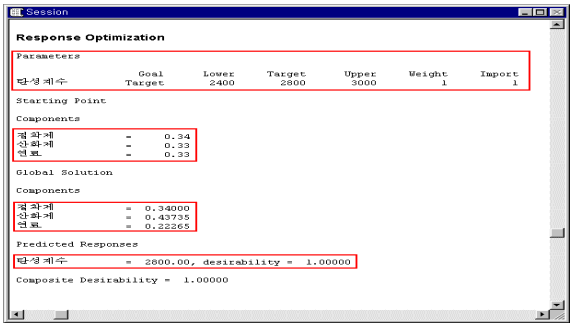 Session
Response Optimization
Parameters
Goal Lower Target Upper Weight Import
탄성계수 Target 2400 2800 3000 1 1
Starting Point
Components
점화제 = 0.34
산화제 = 0.33
연료 = 0.33
Global Solution
Components
점화제 = 0.34000
산화제 = 0.43735
연료 = 0.22265
Predicted Responses
탄성계수 = 2800.00, desirability = 1.00000
Composite Desirability = 1.00000